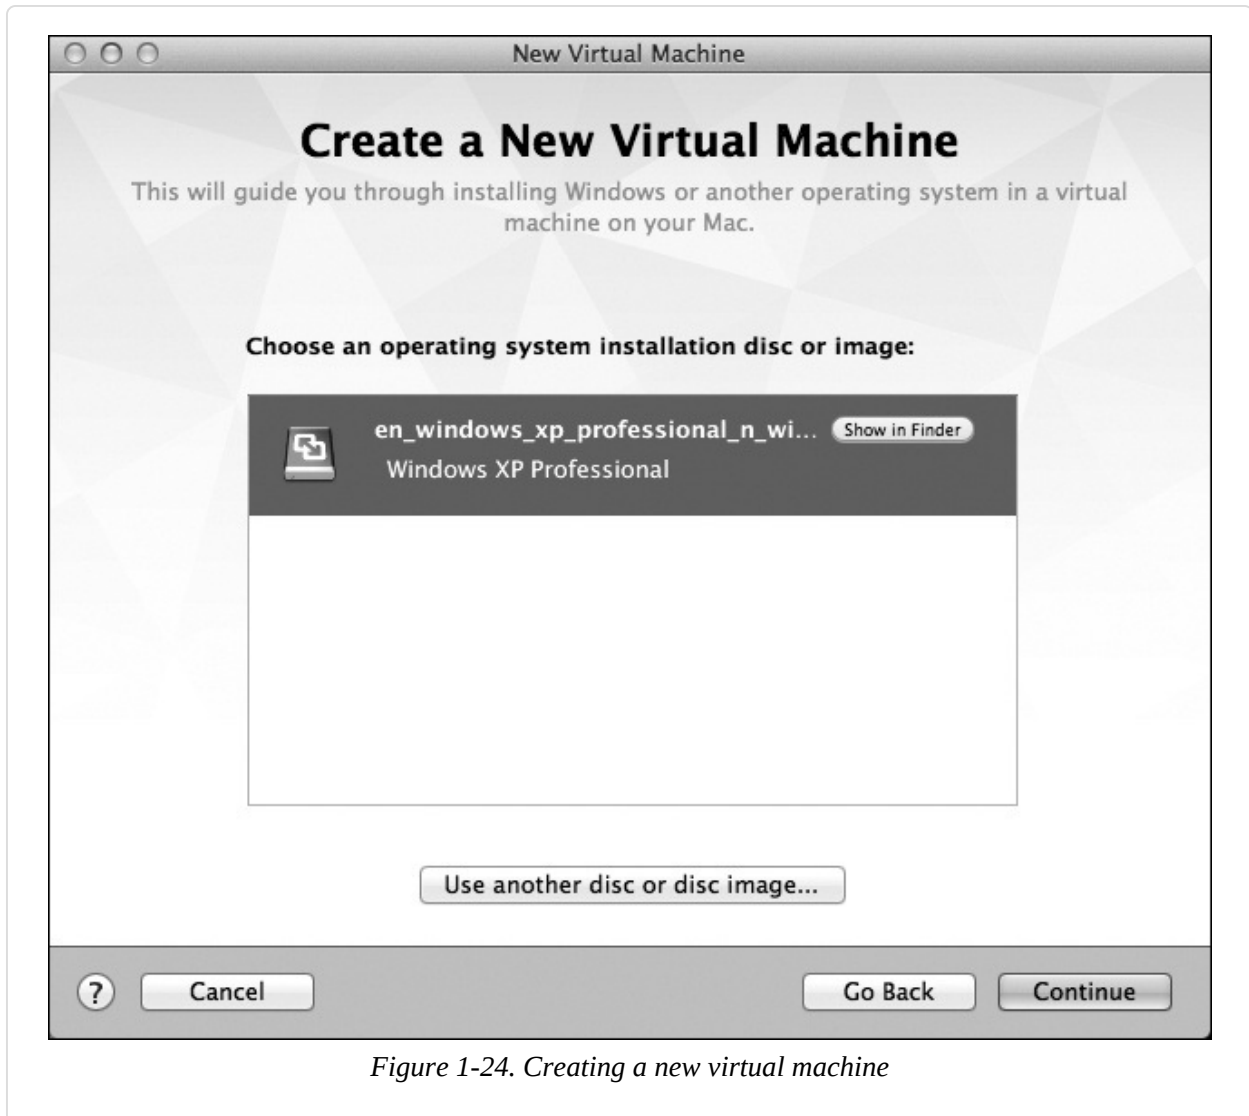 New Virtual Machine
Create a New Virtual Machine
This will guide you through installing Windows or another operating system in a virtual
machine on your Mac.
Choose an operating system installation disc or image:
en_windows_xp_professional_n_wi... Show in Finder
Windows XP Professional
Use another disc or disc image...
? Cancel Go Back Continue
Figure 1-24. Creating a new virtual machine